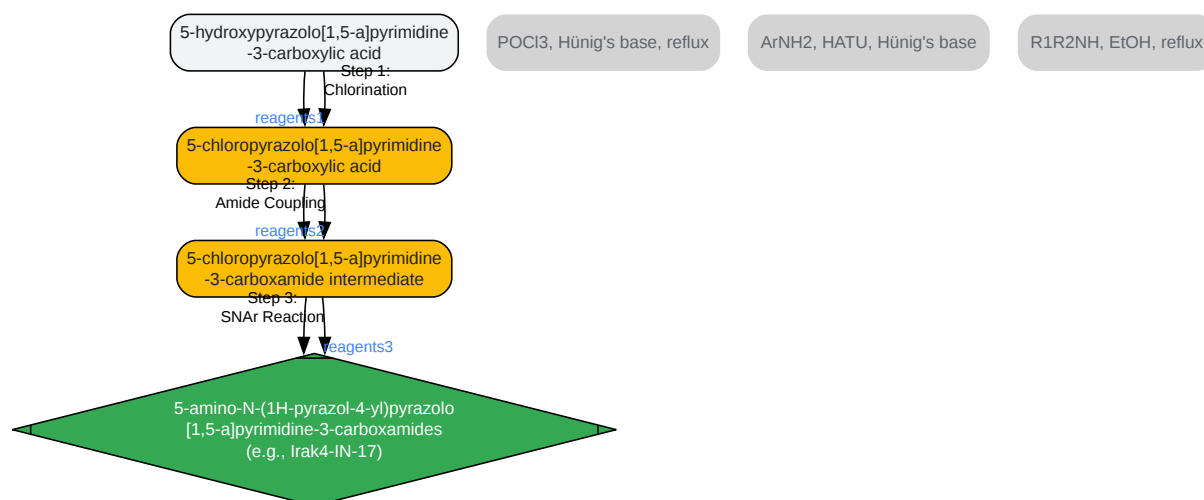 5-hydroxypyrazolo[1,5-a]pyrimidine
-3-carboxylic acid
POCl3, Hünig's base, reflux
ArNH2, HATU, Hünig's base
R1R2NH, EtOH, reflux
Step 1:
Chlorination
reagents1
5-chloropyrazolo[1,5-a]pyrimidine
-3-carboxylic acid
Step 2:
Amide Coupling
reagents2
5-chloropyrazolo[1,5-a]pyrimidine
-3-carboxamide intermediate
Step 3:
SNAr Reaction
reagents3
5-amino-N-(1H-pyrazol-4-yl)pyrazolo
[1,5-a]pyrimidine-3-carboxamides
(e.g., Irak4-IN-17)